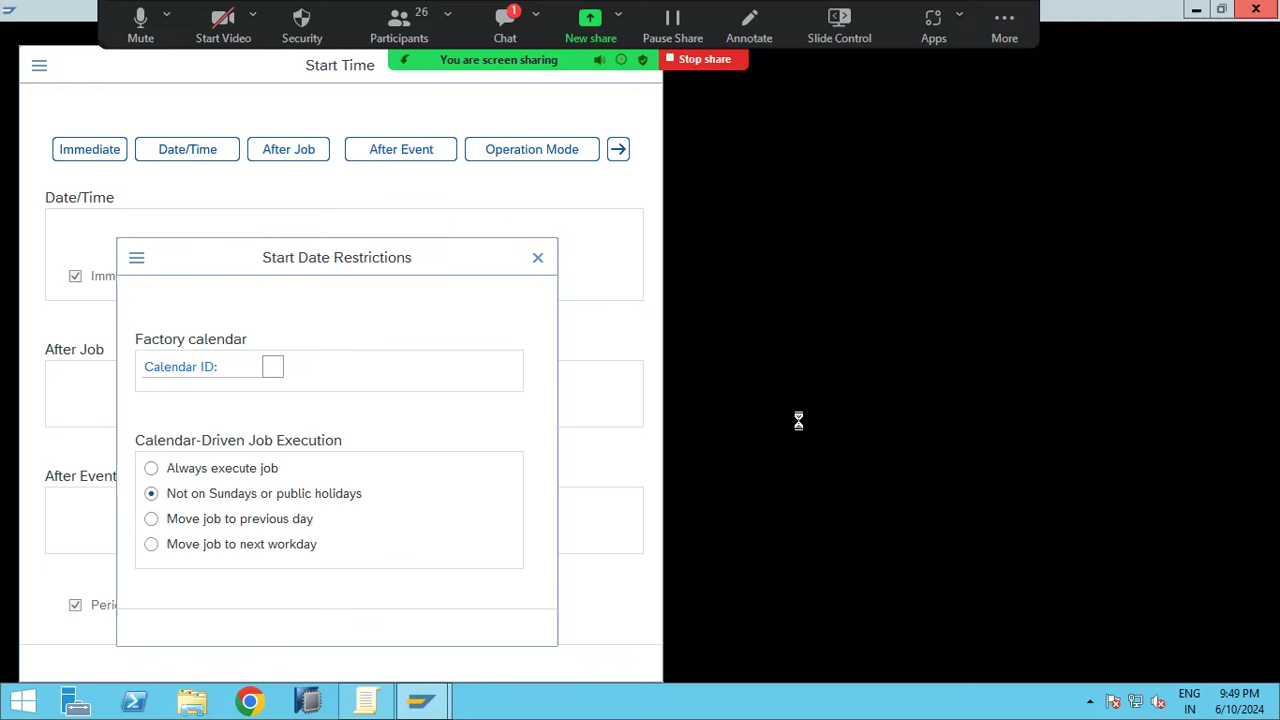 Mute
Start Video
Security
26
Participants
1
Chat
New share
Pause Share
Annotate
Slide Control
Apps
More
Start Time
You are screen sharing
Stop share
Immediate
Date/Time
After Job
After Event
Operation Mode
Date/Time
Imm
Start Date Restrictions
Factory calendar
Calendar ID:
After Job
Calendar-Driven Job Execution
Always execute job
After Event
Not on Sundays or public holidays
Move job to previous day
Move job to next workday
Peri
ENG
IN
9:49 PM
6/10/2024